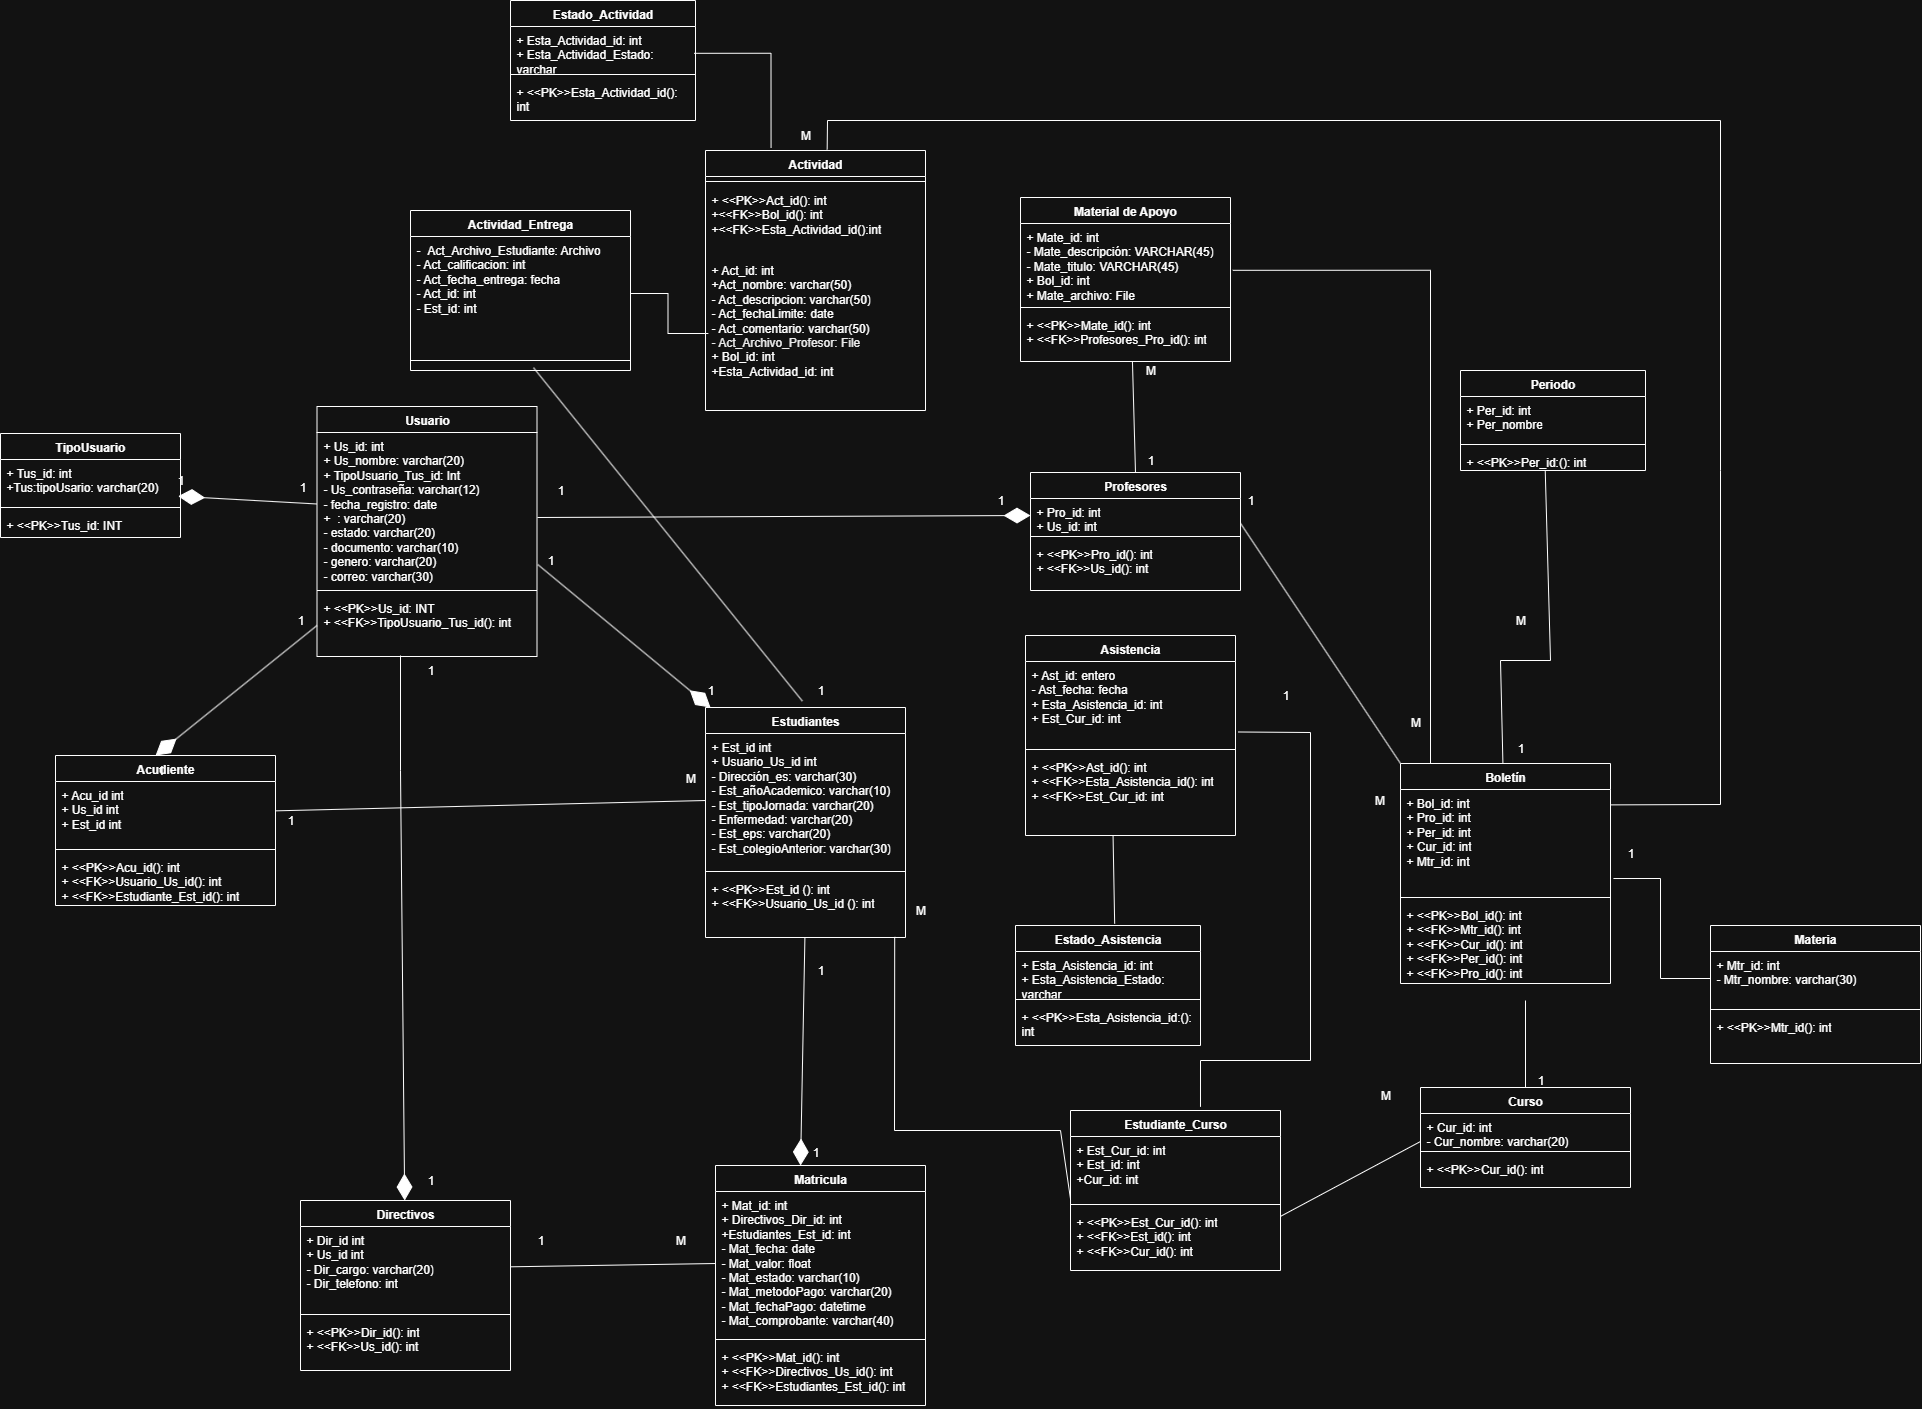 Estado_Actividad
+ Esta_Actividad_id: int
+ Esta_Actividad_Estado:
varchar
+ <<PK>>Esta_Actividad_id():
int
M
Actividad
+ <<PK>>Act_id(): int
+<<FK>>Bol_id(): int
+<<FK>>Esta_Actividad_id():int
+ Act_id: int
+Act_nombre: varchar(50)
- Act_descripcion: varchar(50)
- Act_fechaLimite: date
- Act_comentario: varchar(50)
- Act_Archivo_Profesor: File
+ Bol_id: int
+Esta_Actividad_id: int
Actividad_Entrega
- Act_Archivo_Estudiante: Archivo
- Act_calificacion: int
- Act_fecha_entrega: fecha
- Act_id: int
- Est_id: int
Material de Apoyo
+ Mate_id: int
- Mate_descripción: VARCHAR(45)
- Mate_titulo: VARCHAR(45)
+ Bol_id: int
+ Mate_archivo: File
+ <<PK>>Mate_id(): int
+ <<FK>>Profesores_Pro_id(): int
M
1
Periodo
+ Per_id: int
+ Per_nombre
+ <<PK>>Per_id:(): int
M
1
TipoUsuario
+ Tus_id: int
+Tus:tipoUsario: varchar(20)
+ <<PK>>Tus_id: INT
1
1
Usuario
+ Us_id: int
+ Us_nombre: varchar(20)
+ TipoUsuario_Tus_id: Int
- Us_contraseña: varchar(12)
- fecha_registro: date
+  : varchar(20)
- estado: varchar(20)
- documento: varchar(10)
- genero: varchar(20)
- correo: varchar(30)
+ <<PK>>Us_id: INT
+ <<FK>>TipoUsuario_Tus_id(): int
1
1
1
1
1
Profesores
+ Pro_id: int
+ Us_id: int
+ <<PK>>Pro_id(): int
+ <<FK>>Us_id(): int
1
M
Asistencia
+ Ast_id: entero
- Ast_fecha: fecha
+ Esta_Asistencia_id: int
+ Est_Cur_id: int
+ <<PK>>Ast_id(): int
+ <<FK>>Esta_Asistencia_id(): int
+ <<FK>>Est_Cur_id: int
1
1
1
Estudiantes
+ Est_id int
+ Usuario_Us_id int
- Dirección_es: varchar(30)
- Est_añoAcademico: varchar(10)
- Est_tipoJornada: varchar(20)
- Enfermedad: varchar(20)
- Est_eps: varchar(20)
- Est_colegioAnterior: varchar(30)
+ <<PK>>Est_id (): int
+ <<FK>>Usuario_Us_id (): int
M
M
1
Acudiente
1
+ Acu_id int
+ Us_id int
+ Est_id int
+ <<PK>>Acu_id(): int
+ <<FK>>Usuario_Us_id(): int
+ <<FK>>Estudiante_Est_id(): int
1
M
Boletín
+ Bol_id: int
+ Pro_id: int
+ Per_id: int
+ Cur_id: int
+ Mtr_id: int
+ <<PK>>Bol_id(): int
+ <<FK>>Mtr_id(): int
+ <<FK>>Cur_id(): int
+ <<FK>>Per_id(): int
+ <<FK>>Pro_id(): int
1
Materia
+ Mtr_id: int
- Mtr_nombre: varchar(30)
+ <<PK>>Mtr_id(): int
Estado_Asistencia
+ Esta_Asistencia_id: int
+ Esta_Asistencia_Estado:
varchar
+ <<PK>>Esta_Asistencia_id:():
int
1
M
Curso
+ Cur_id: int
- Cur_nombre: varchar(20)
+ <<PK>>Cur_id(): int
Estudiante_Curso
+ Est_Cur_id: int
+ Est_id: int
+Cur_id: int
+ <<PK>>Est_Cur_id(): int
+ <<FK>>Est_id(): int
+ <<FK>>Cur_id(): int
1
Directivos
+ Dir_id int
+ Us_id int
- Dir_cargo: varchar(20)
- Dir_telefono: int
+ <<PK>>Dir_id(): int
+ <<FK>>Us_id(): int
1
M
1
Matricula
+ Mat_id: int
+ Directivos_Dir_id: int
+Estudiantes_Est_id: int
- Mat_fecha: date
- Mat_valor: float
- Mat_estado: varchar(10)
- Mat_metodoPago: varchar(20)
- Mat_fechaPago: datetime
- Mat_comprobante: varchar(40)
+ <<PK>>Mat_id(): int
+ <<FK>>Directivos_Us_id(): int
+ <<FK>>Estudiantes_Est_id(): int